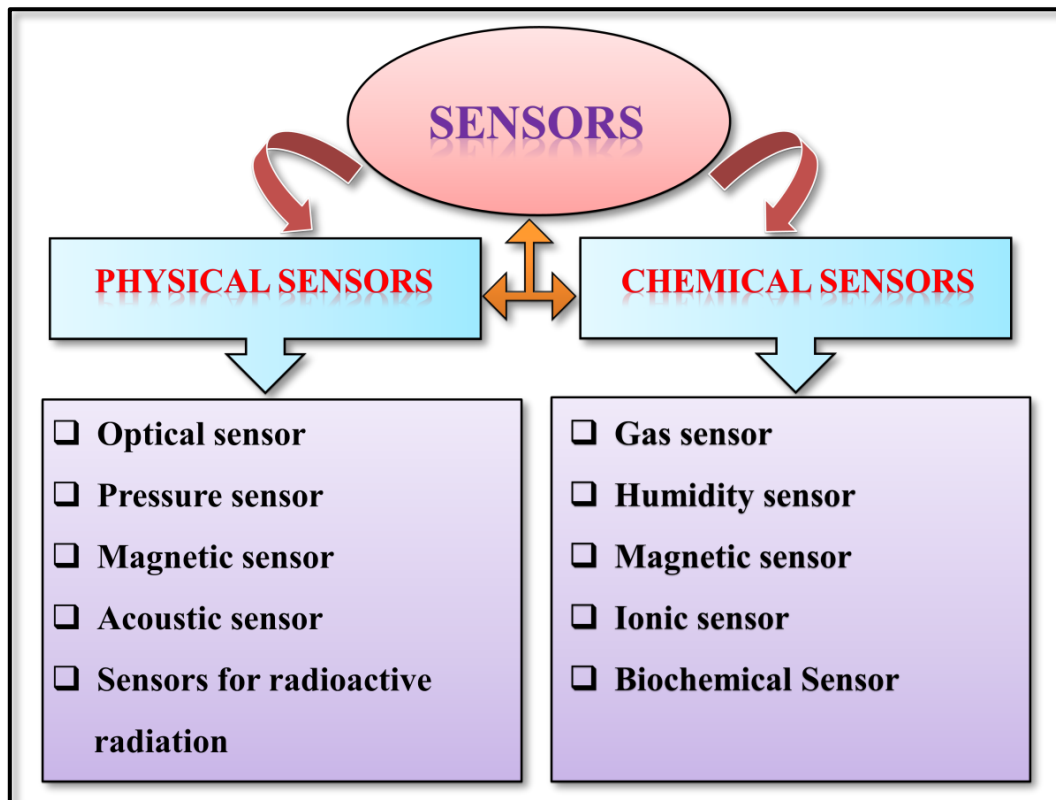 SENSORS
PHYSICAL SENSORS
CHEMICAL SENSORS
Optical sensor
Pressure sensor
Magnetic sensor
Acoustic sensor
Sensors for radioactive
radiation
Gas sensor
Humidity sensor
Magnetic sensor
Ionic sensor
Biochemical Sensor